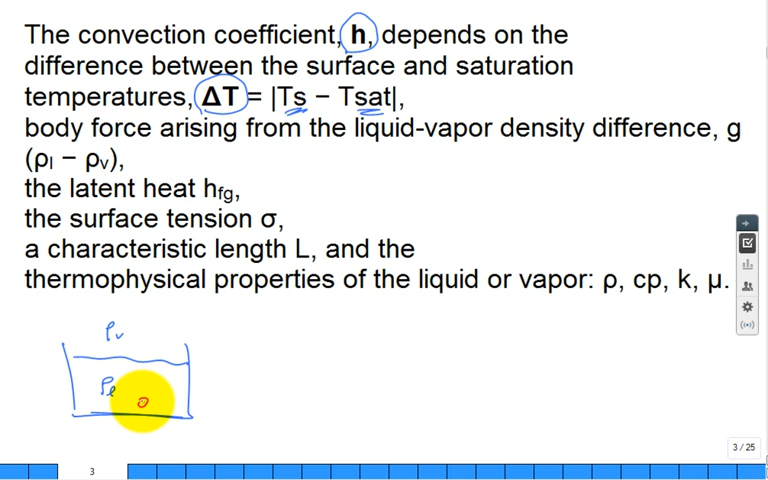 The convection coefficient, h, depends on the
difference between the surface and saturation
temperatures, ΔT = |Ts − Tsat|,
body force arising from the liquid-vapor density difference, g
(ρl − ρv),
the latent heat hfg,
the surface tension σ,
a characteristic length L, and the
thermophysical properties of the liquid or vapor: ρ, cp, k, μ.
ρv
ρl
3 / 25
3